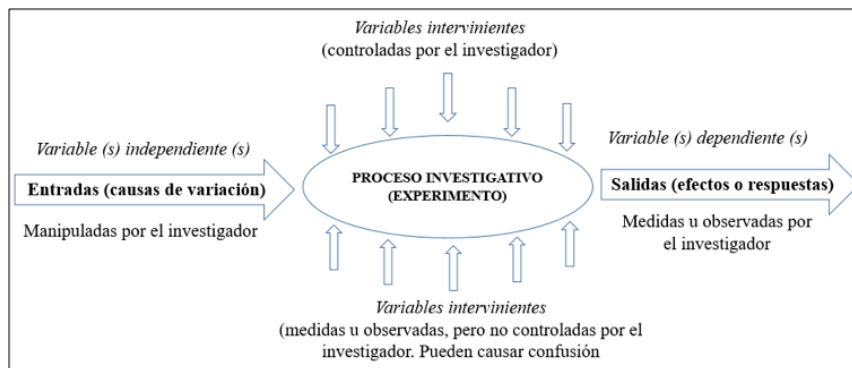 Variables intervinientes
(controladas por el investigador)
Variable (s) independiente (s)
Entradas (causas de variación)
Manipuladas por el investigador
PROCESO INVESTIGATIVO
(EXPERIMENTO)
Variable (s) dependiente (s)
Salidas (efectos o respuestas)
Medidas u observadas por
el investigador
Variables intervinientes
(medidas u observadas, pero no controladas por el
investigador. Pueden causar confusión